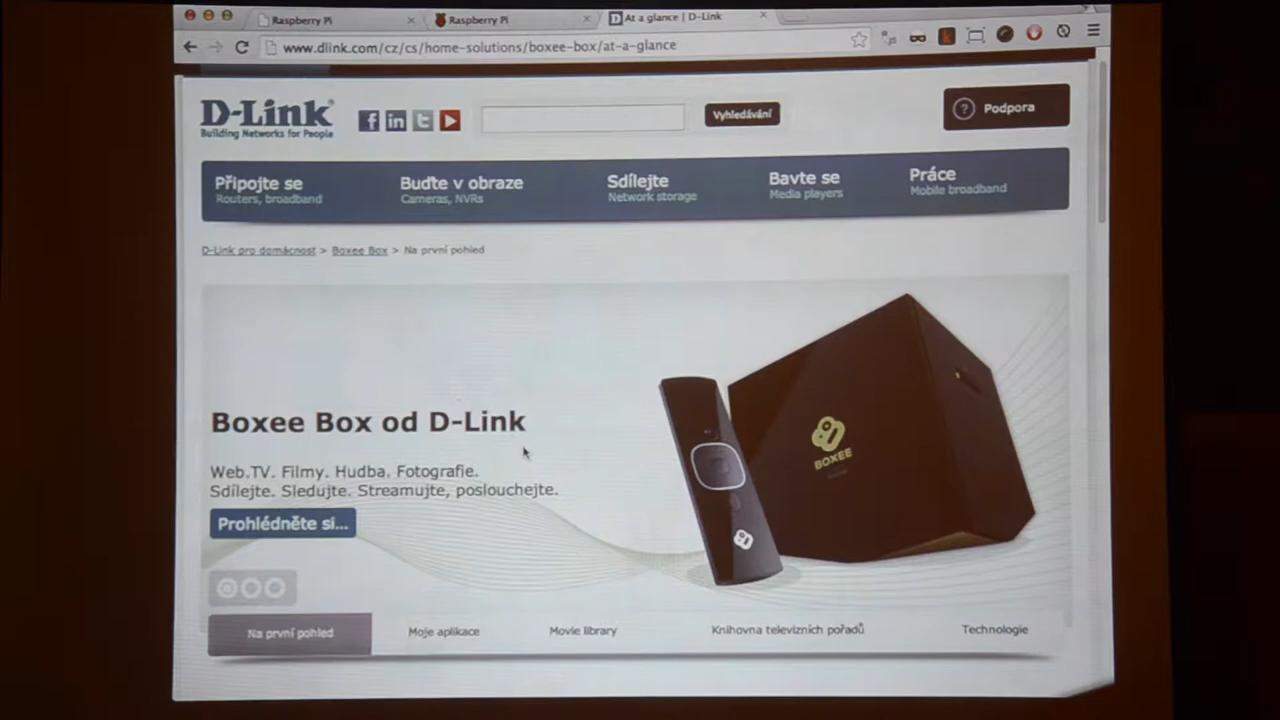 Raspberry Pi
Raspberry Pi
At a glance | D-Link
www.dlink.com/cz/cs/home-solutions/boxee-box/at-a-glance
D-Link
Building Networks for People
Vyhledávání
? Podpora
Připojte se
Routers, broadband
Buďte v obraze
Cameras, NVRs
Sdílejte
Network storage
Bavte se
Media players
Práce
Mobile broadband
D-Link pro domácnost > Boxee Box > Na první pohled
BOXEE
Boxee Box od D-Link
Web.TV. Filmy. Hudba. Fotografie.
Sdílejte. Sledujte. Streamujte, poslouchejte.
Prohlédněte si...
Na první pohled
Moje aplikace
Movie library
Knihovna televizních pořadů
Technologie